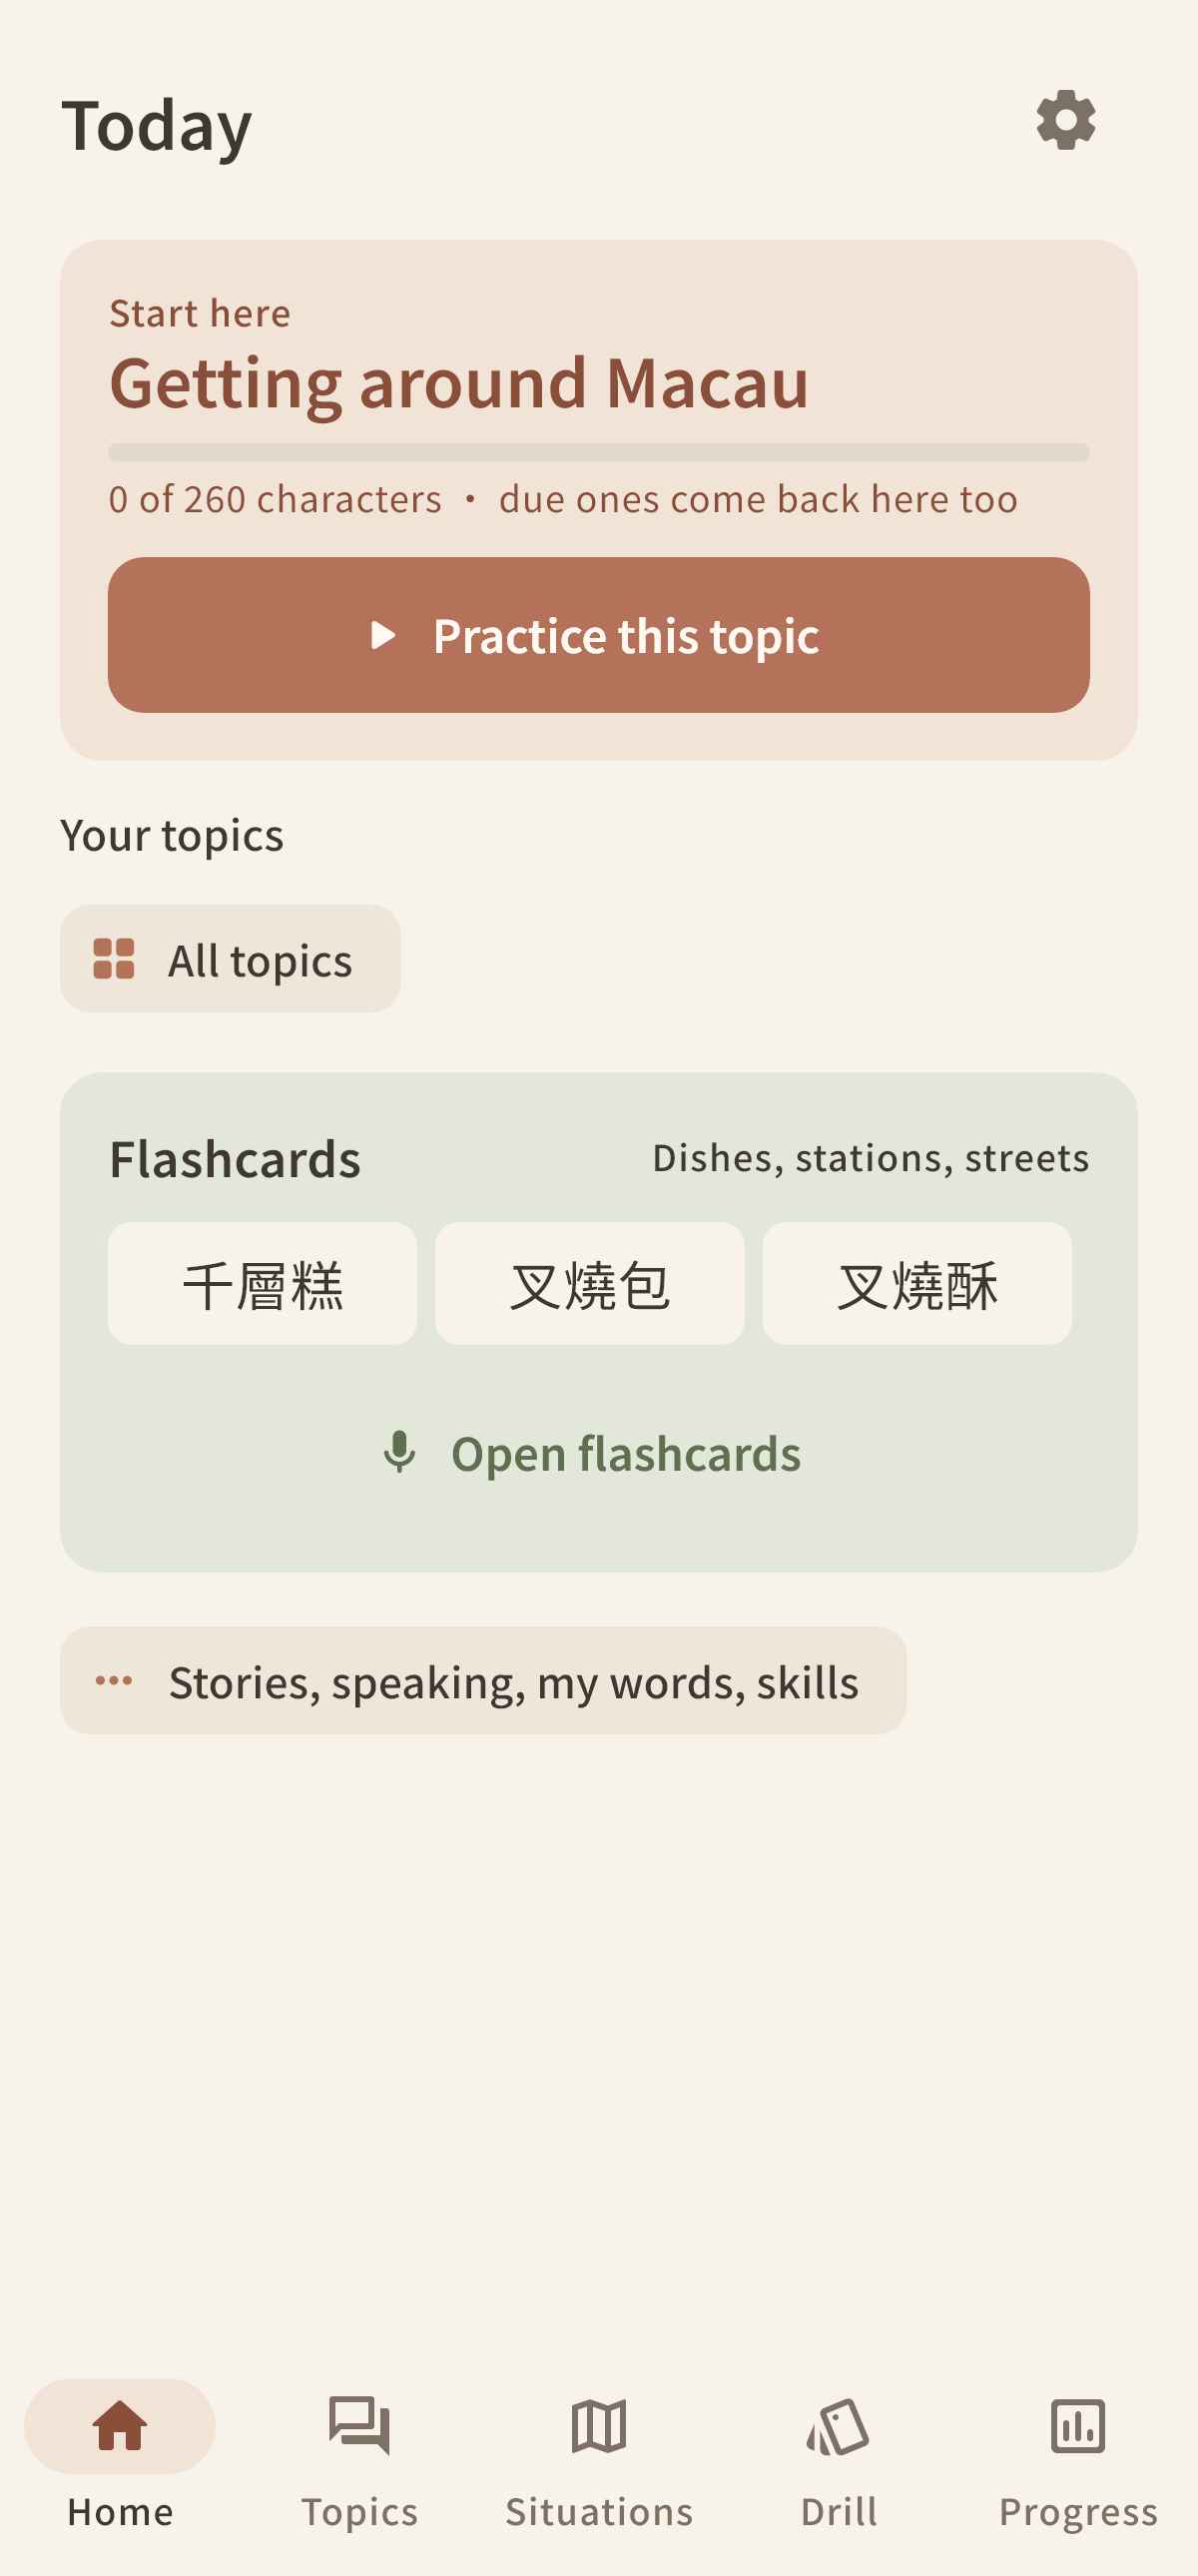 Today
Start here
Getting around Macau
0 of 260 characters • due ones come back here too
Practice this topic
Your topics
All topics
Flashcards
Dishes, stations, streets
千層糕
叉燒包
叉燒酥
Open flashcards
Stories, speaking, my words, skills
Home
Topics
Situations
Drill
Progress